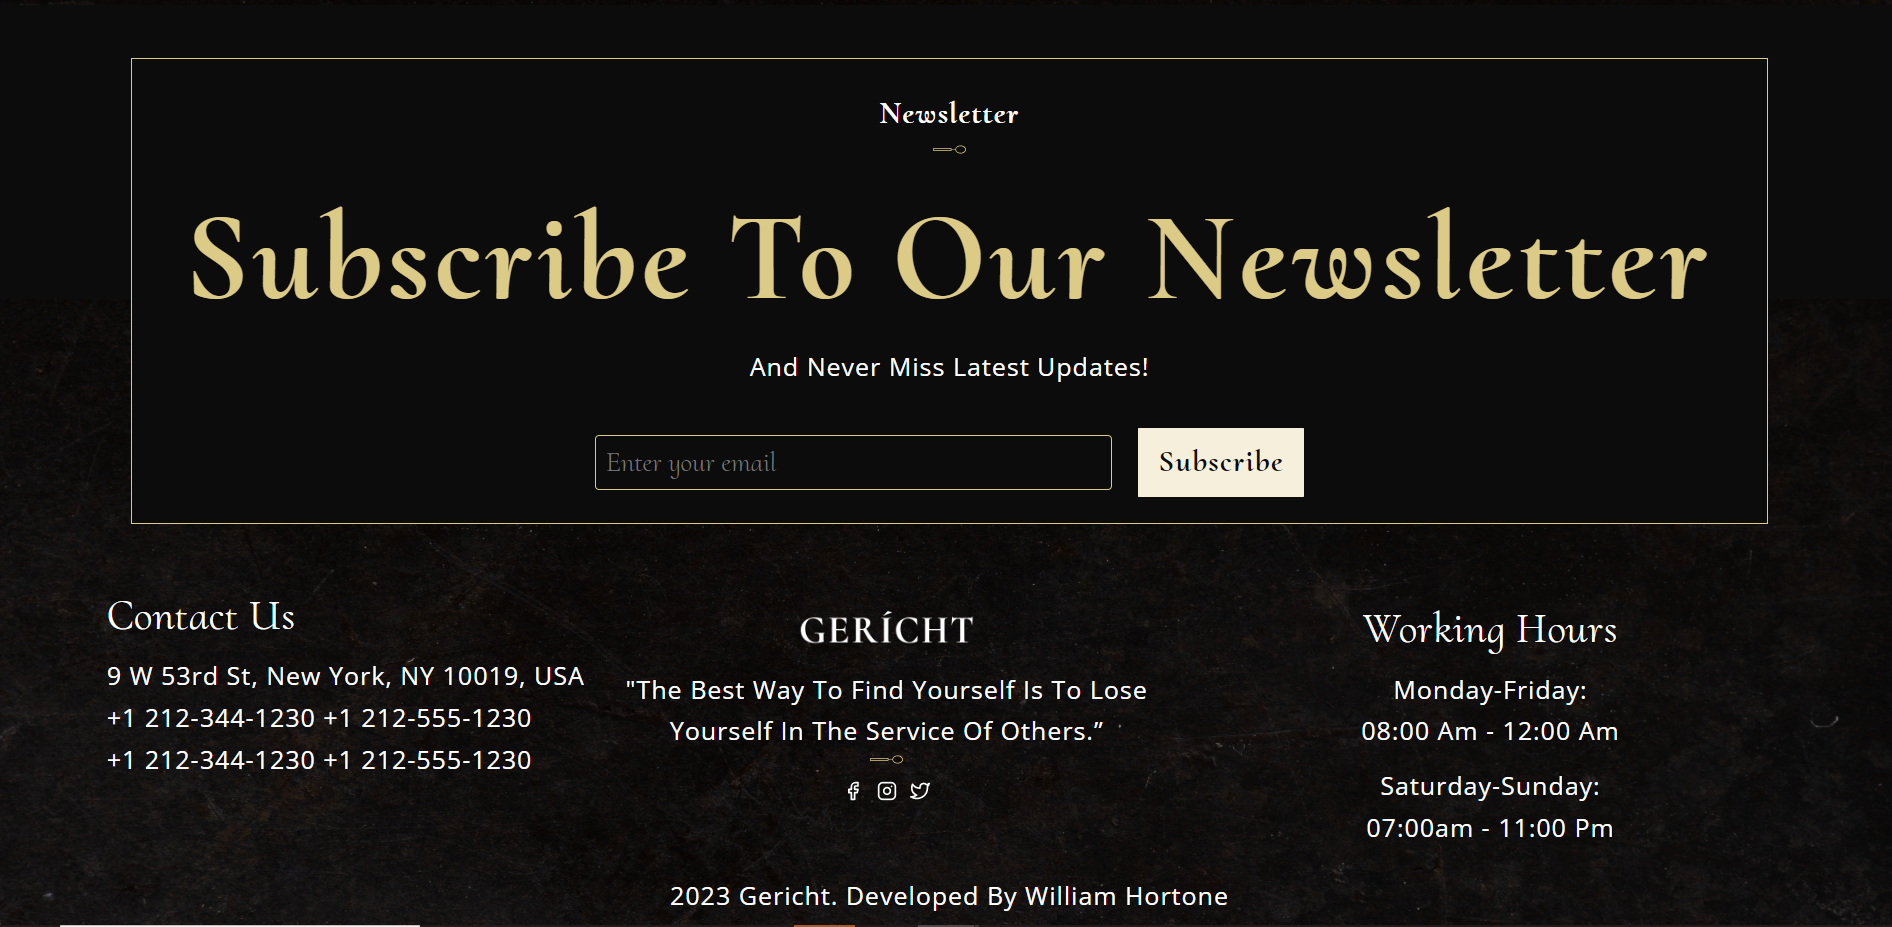 Newsletter
Subscribe To Our Newsletter
And Never Miss Latest Updates!
Enter your email
Subscribe
Contact Us
9 W 53rd St, New York, NY 10019, USA
+1 212-344-1230 +1 212-555-1230
+1 212-344-1230 +1 212-555-1230
GERÍCHT
"The Best Way To Find Yourself Is To Lose
Yourself In The Service Of Others.”
Working Hours
Monday-Friday:
08:00 Am - 12:00 Am
Saturday-Sunday:
07:00am - 11:00 Pm
2023 Gericht. Developed By William Hortone